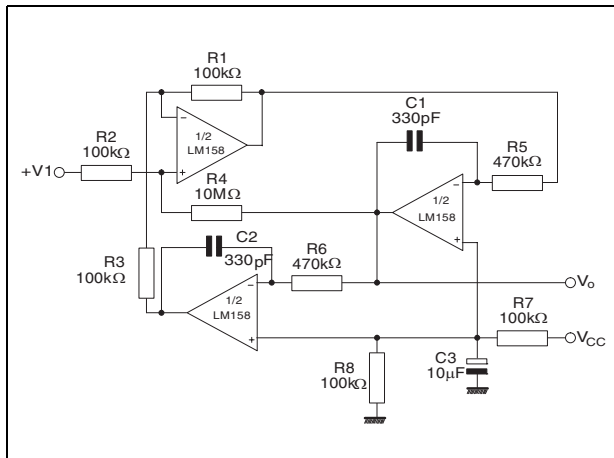 R1
100kΩ
C1
330pF
R2
100kΩ
−
1/2
LM158
R5
470kΩ
+V1
+
R4
10MΩ
−
1/2
LM158
+
C2
330pF
R6
470kΩ
R3
100kΩ
−
1/2
LM158
+
Vo
R7
100kΩ
VCC
R8
100kΩ
C3
10µF